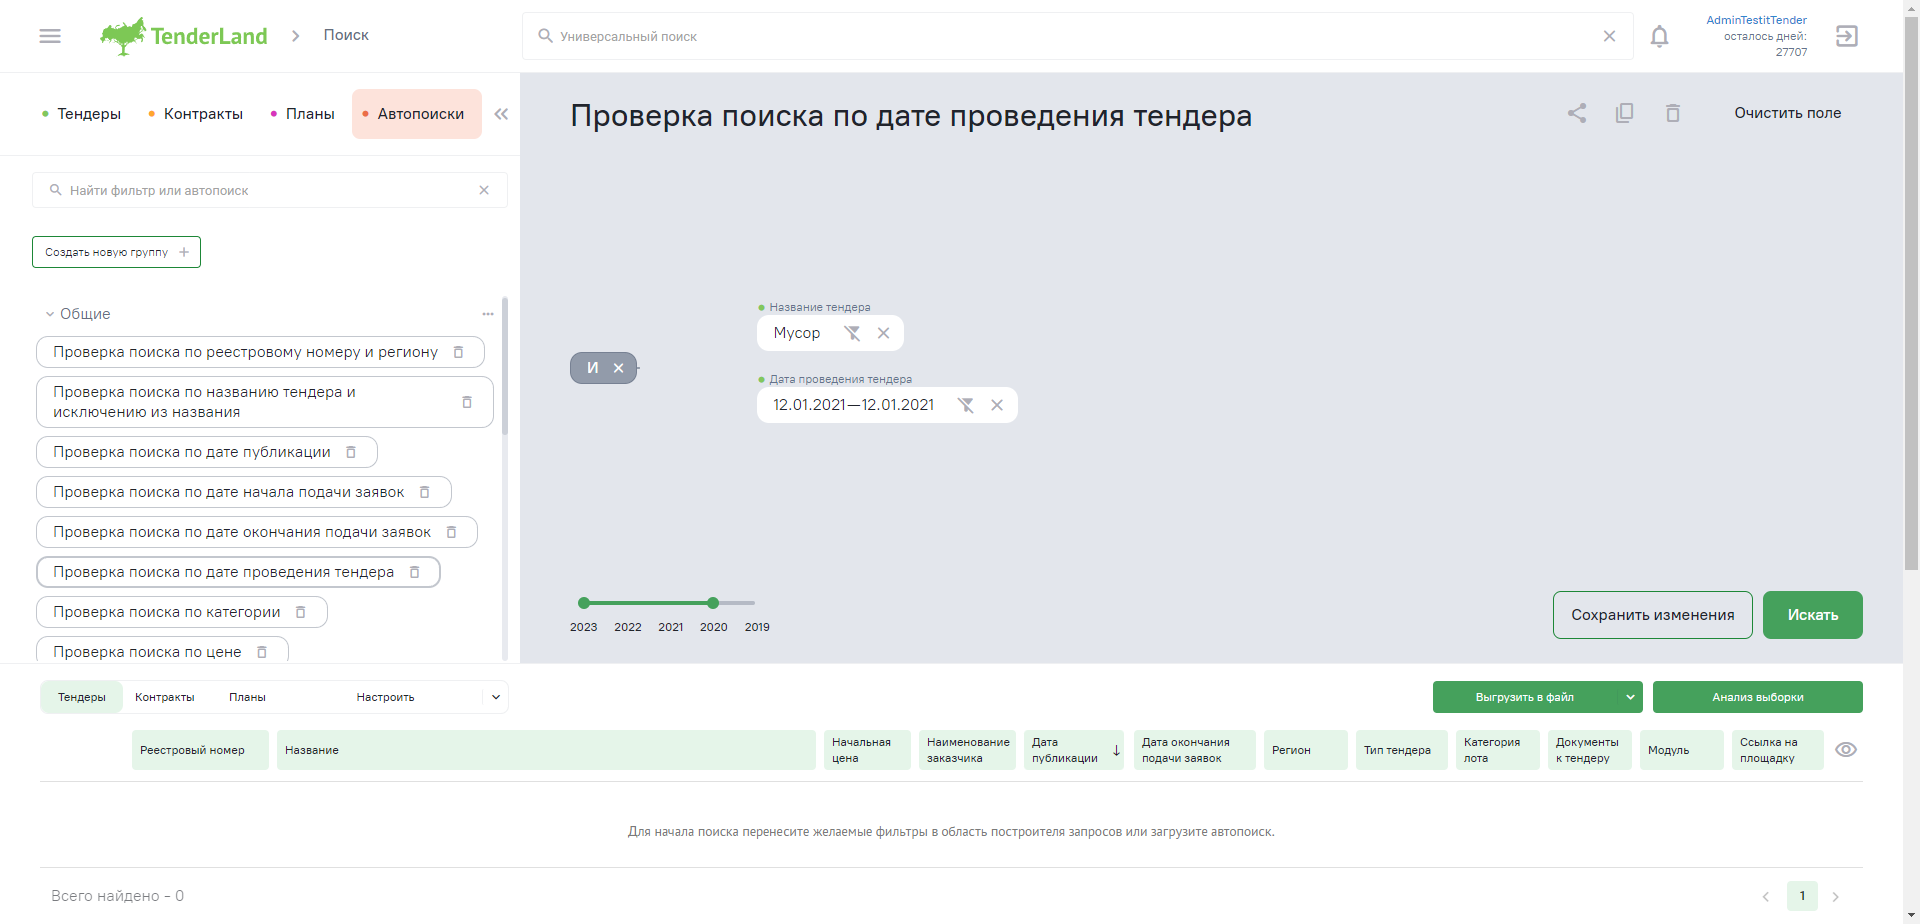 TenderLand
Поиск
Универсальный поиск
AdminTestitTender
осталось дней:
27707
Тендеры
Контракты
Планы
Автопоиски
Проверка поиска по дате проведения тендера
Очистить поле
Найти фильтр или автопоиск
Создать новую группу
Общие
Проверка поиска по реестровому номеру и региону
Проверка поиска по названию тендера и
исключению из названия
Проверка поиска по дате публикации
Проверка поиска по дате начала подачи заявок
Проверка поиска по дате окончания подачи заявок
Проверка поиска по дате проведения тендера
Проверка поиска по категории
Проверка поиска по цене
И
Название тендера
Мусор
Дата проведения тендера
12.01.2021—12.01.2021
2023 2022 2021 2020 2019
Сохранить изменения
Искать
Тендеры
Контракты
Планы
Настроить
Выгрузить в файл
Анализ выборки
Реестровый номер
Название
Начальная
цена
Наименование
заказчика
Дата
публикации
Дата окончания
подачи заявок
Регион
Тип тендера
Категория
лота
Документы
к тендеру
Модуль
Ссылка на
площадку
Для начала поиска перенесите желаемые фильтры в область построителя запросов или загрузите автопоиск.
Всего найдено - 0
1